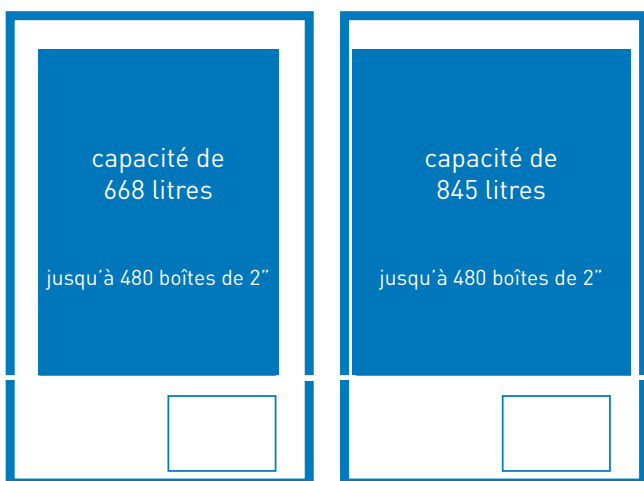 capacité de
668 litres
jusqu'à 480 boîtes de 2”
capacité de
845 litres
jusqu'à 480 boîtes de 2”